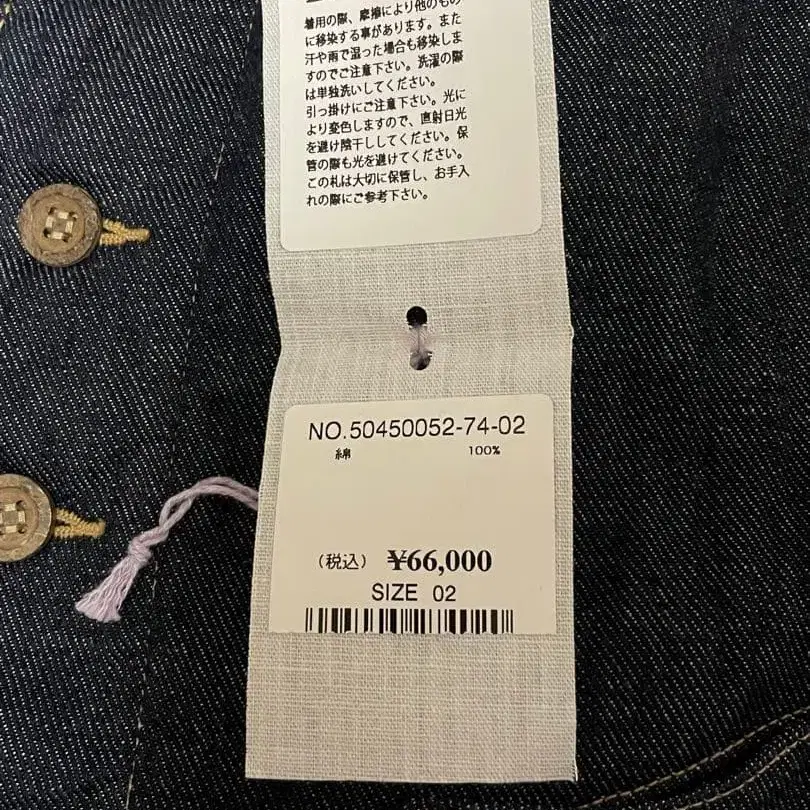 着用の際、摩擦により他のもの
に移染する事があります。また
汗や雨で湿った場合も移染しま
すのでご注意下さい。洗濯の際
は単独洗いしてください。
引っ掛けにご注意下さい。光に
より変色しますので、直射日光
を避け陰干ししてください。保
管の際も光を避けてください。
この札は大切に保管し、お手入
れの際にご参考下さい。
NO.50450052-74-02
綿 100%
(税込) ¥66,000
SIZE 02